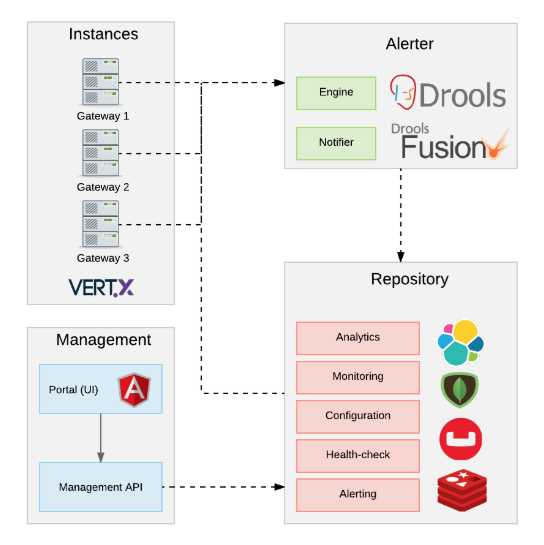 Instances
Gateway 1
Gateway 2
Gateway 3
VERT.X
Alerter
Engine
Drools
Notifier
Drools
Fusion
Management
Portal (UI)
A
Management API
Repository
Analytics
Monitoring
Configuration
Health-check
Alerting